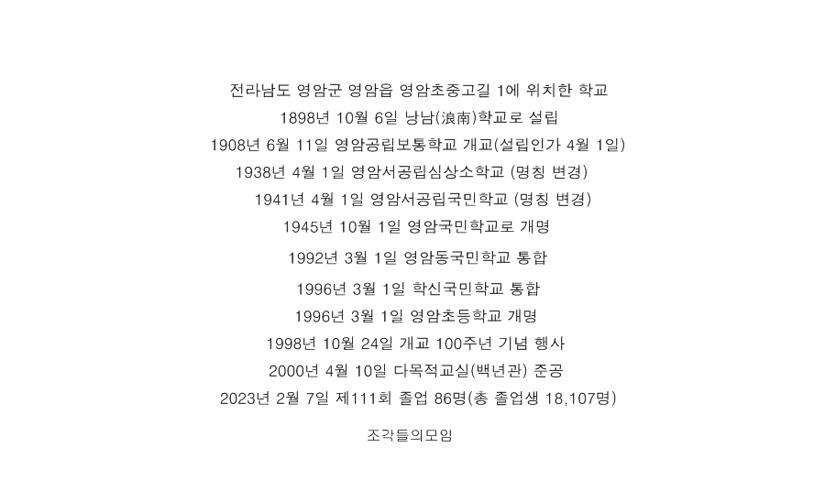 전라남도 영암군 영암읍 영암초중고길 1에 위치한 학교
1898년 10월 6일 낭남(浪南)학교로 설립
1908년 6월 11일 영암공립보통학교 개교(설립인가 4월 1일)
1938년 4월 1일 영암서공립심상소학교 (명칭 변경)
1941년 4월 1일 영암서공립국민학교 (명칭 변경)
1945년 10월 1일 영암국민학교로 개명
1992년 3월 1일 영암동국민학교 통합
1996년 3월 1일 학신국민학교 통합
1996년 3월 1일 영암초등학교 개명
1998년 10월 24일 개교 100주년 기념 행사
2000년 4월 10일 다목적교실(백년관) 준공
2023년 2월 7일 제111회 졸업 86명(총 졸업생 18,107명)
조각들의모임